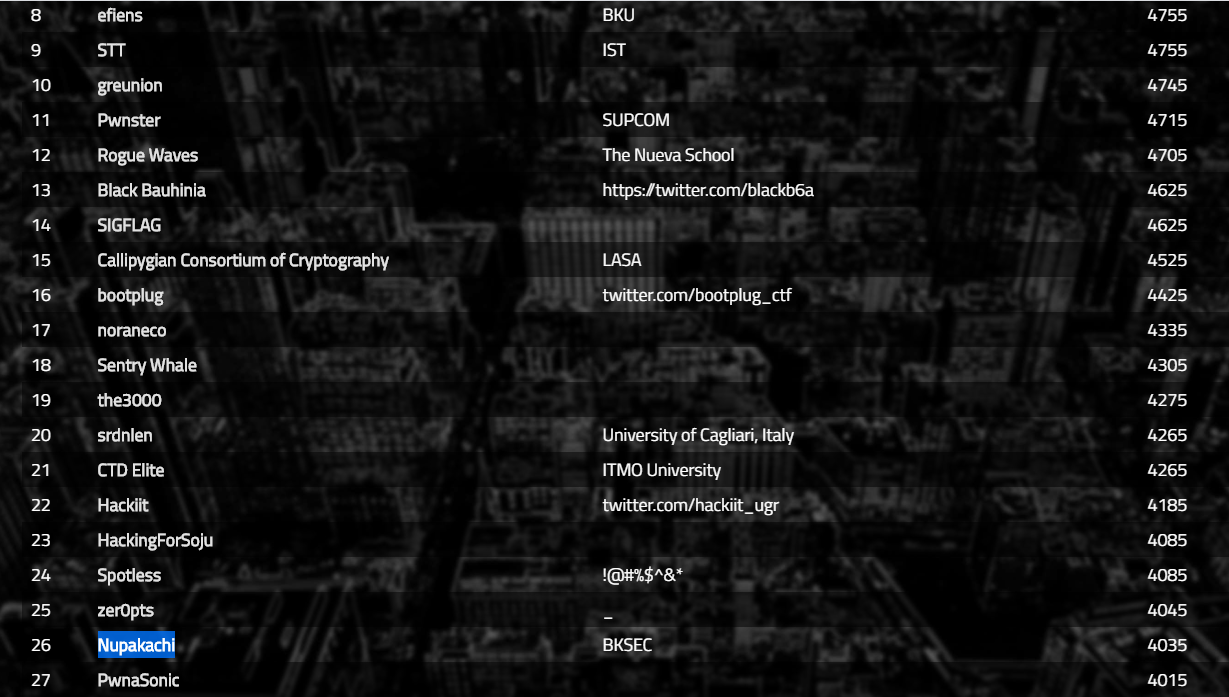 8 efiens BKU 4755
9 STT IST 4755
10 greunion 4745
11 Pwnster SUPCOM 4715
12 Rogue Waves The Nueva School 4705
13 Black Bauhinia https://twitter.com/blackb6a 4625
14 SIGFLAG 4625
15 Callipygian Consortium of Cryptography LASA 4525
16 bootplug twitter.com/bootplug_ctf 4425
17 noraneco 4335
18 Sentry Whale 4305
19 the3000 4275
20 srdnlen University of Cagliari, Italy 4265
21 CTD Elite ITMO University 4265
22 Hackiit twitter.com/hackiit_ugr 4185
23 HackingForSoju 4085
24 Spotless !@#%$^&* 4085
25 zer0pts _ 4045
26 Nupakachi BKSEC 4035
27 PwnaSonic 4015